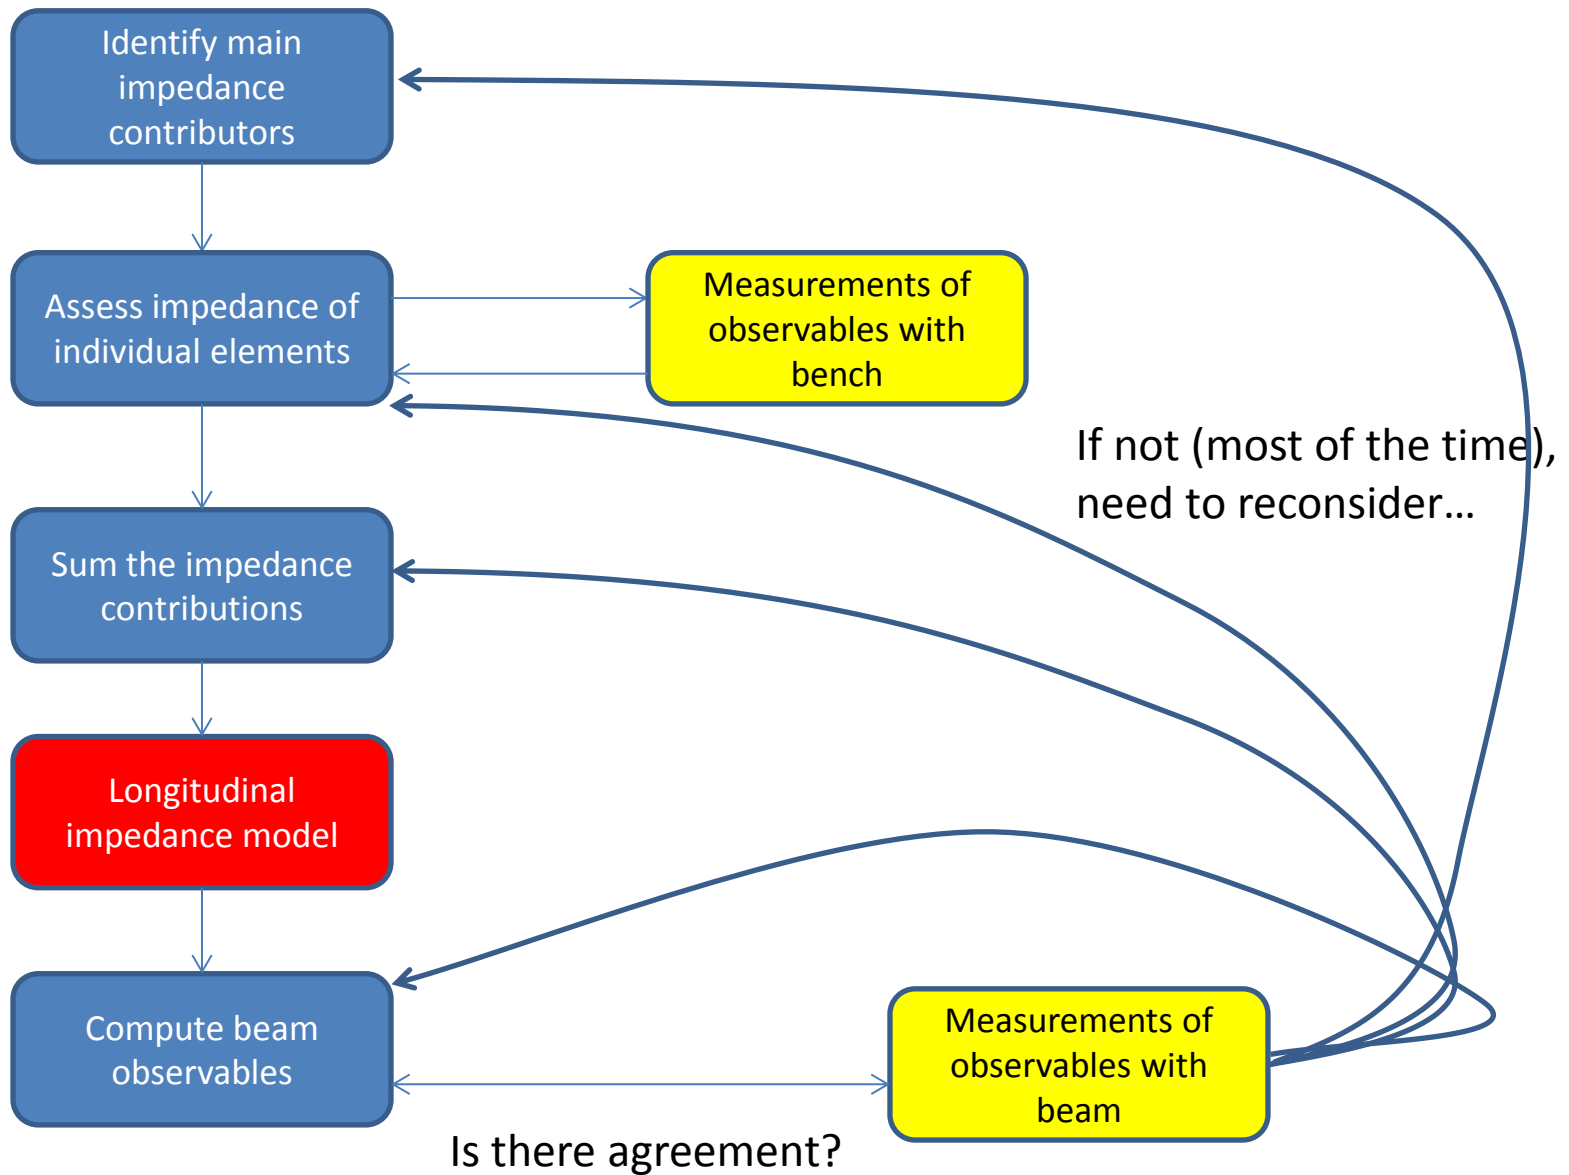 Identify main
impedance
contributors
Assess impedance of
individual elements
Measurements of
observables with
bench
If not (most of the time),
need to reconsider…
Sum the impedance
contributions
Longitudinal
impedance model
Compute beam
observables
Measurements of
observables with
beam
Is there agreement?